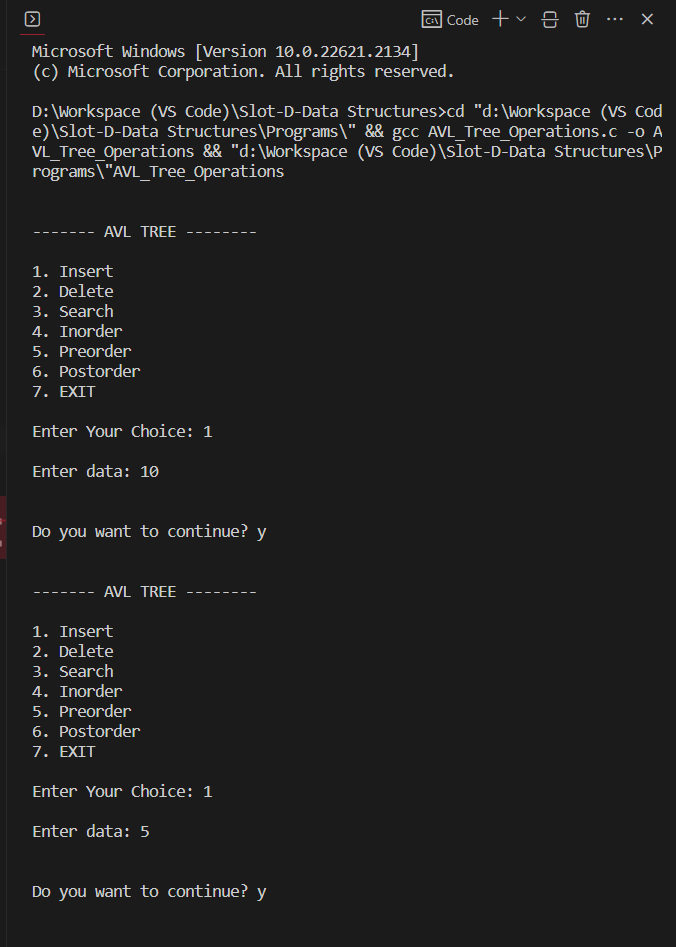 Code
Microsoft Windows [Version 10.0.22621.2134]
(c) Microsoft Corporation. All rights reserved.
D:\Workspace (VS Code)\Slot-D-Data Structures>cd "d:\Workspace (VS Cod
e)\Slot-D-Data Structures\Programs\" && gcc AVL_Tree_Operations.c -o A
VL_Tree_Operations && "d:\Workspace (VS Code)\Slot-D-Data Structures\P
rograms\"AVL_Tree_Operations
------- AVL TREE --------
1. Insert
2. Delete
3. Search
4. Inorder
5. Preorder
6. Postorder
7. EXIT
Enter Your Choice: 1
Enter data: 10
Do you want to continue? y
------- AVL TREE --------
1. Insert
2. Delete
3. Search
4. Inorder
5. Preorder
6. Postorder
7. EXIT
Enter Your Choice: 1
Enter data: 5
Do you want to continue? y